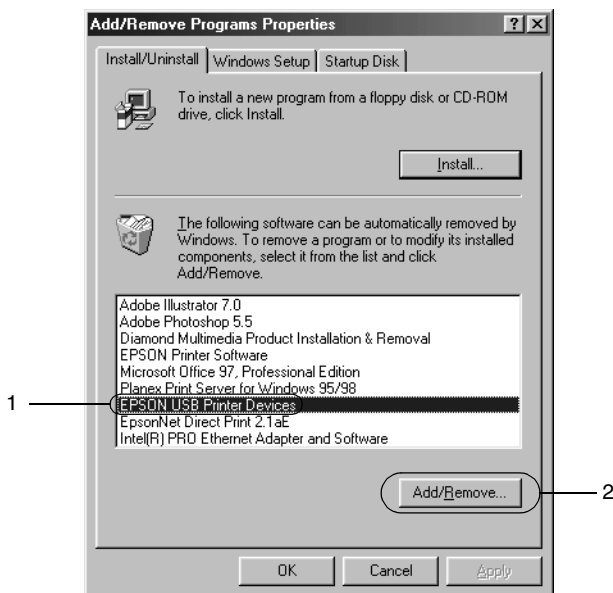 Add/Remove Programs Properties
? X
Install/Uninstall Windows Setup Startup Disk
To install a new program from a floppy disk or CD-ROM
drive, click Install.
Install...
The following software can be automatically removed by
Windows. To remove a program or to modify its installed
components, select it from the list and click
Add/Remove.
Adobe Illustrator 7.0
Adobe Photoshop 5.5
Diamond Multimedia Product Installation & Removal
EPSON Printer Software
Microsoft Office 97, Professional Edition
Planex Print Server for Windows 95/98
1 EPSON USB Printer Devices
EpsonNet Direct Print 2.1aE
Intel(R) PRO Ethernet Adapter and Software
Add/Remove... 2
OK Cancel Apply